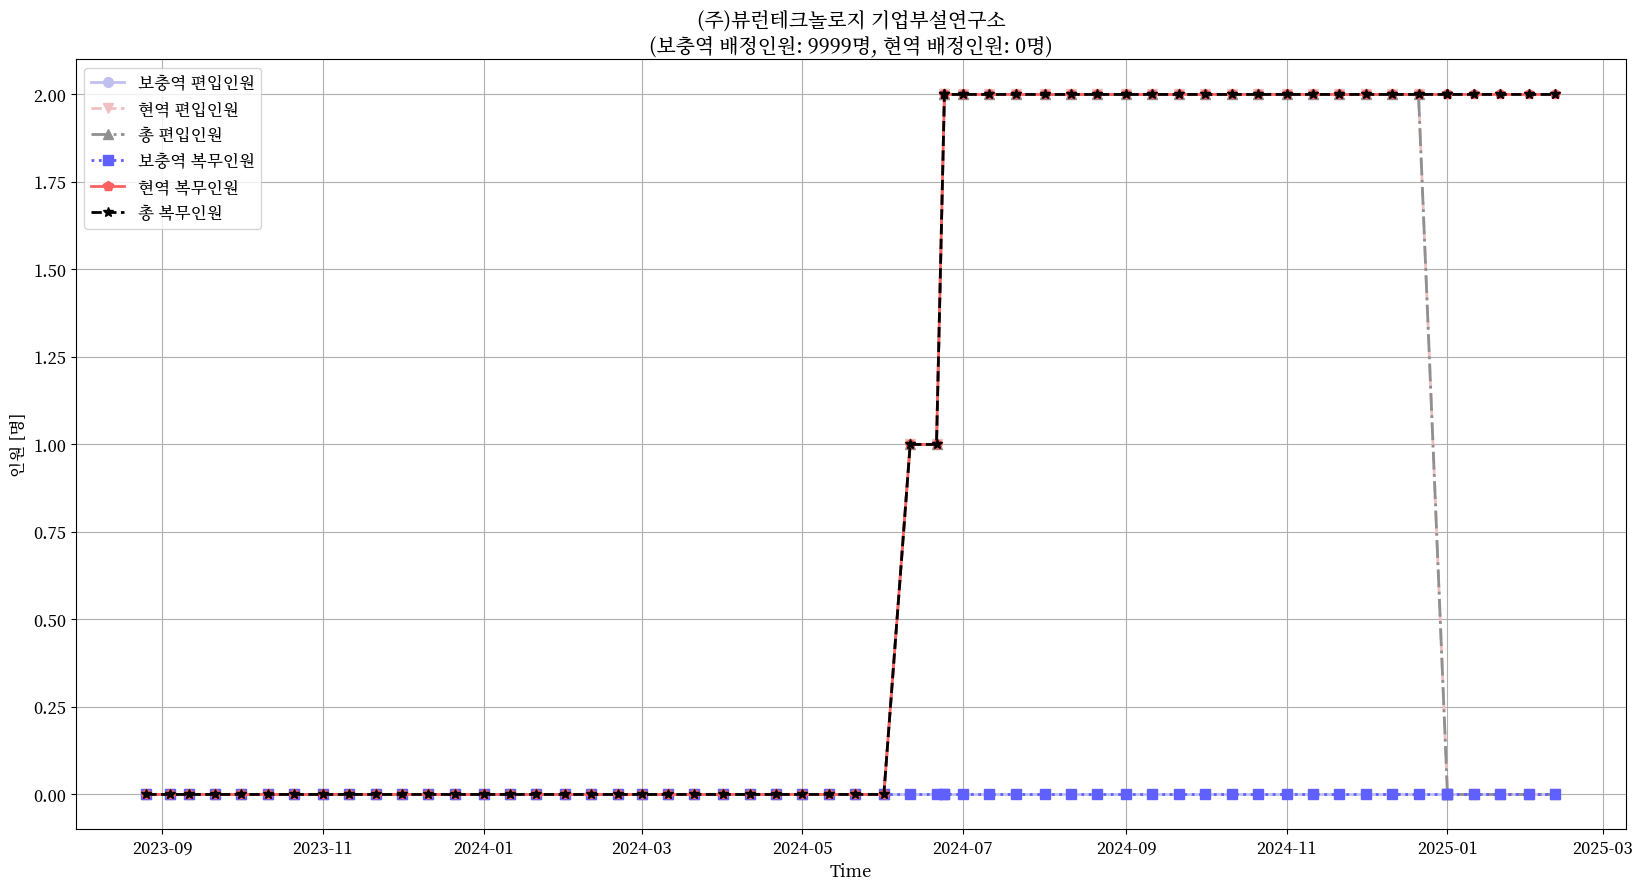 (주)뷰런테크놀로지 기업부설연구소
(보충역 배정인원: 9999명, 현역 배정인원: 0명)
보충역 편입인원
현역 편입인원
총 편입인원
보충역 복무인원
현역 복무인원
총 복무인원
인원 [명]
2.00
1.75
1.50
1.25
1.00
0.75
0.50
0.25
0.00
2023-09
2023-11
2024-01
2024-03
2024-05
2024-07
2024-09
2024-11
2025-01
2025-03
Time